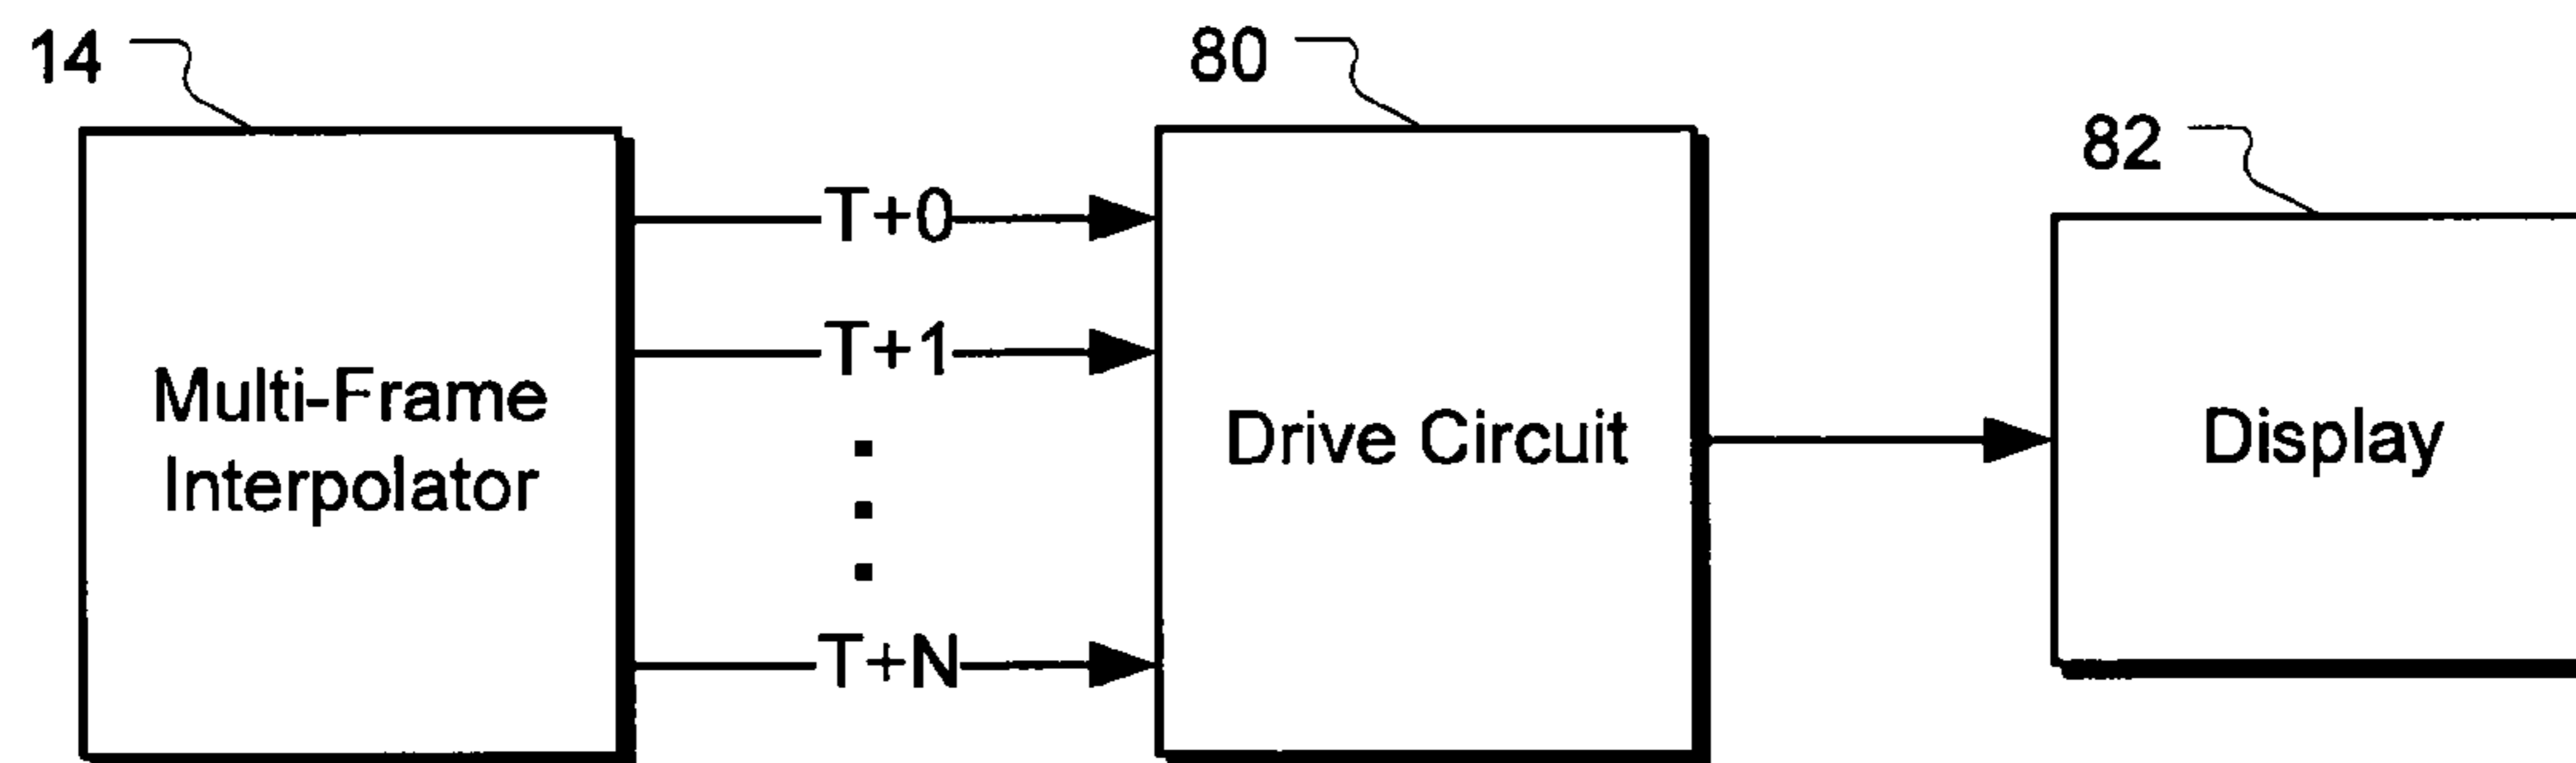 14
80
82
T+0
T+1
T+N
Multi-Frame
Interpolator
Drive Circuit
Display